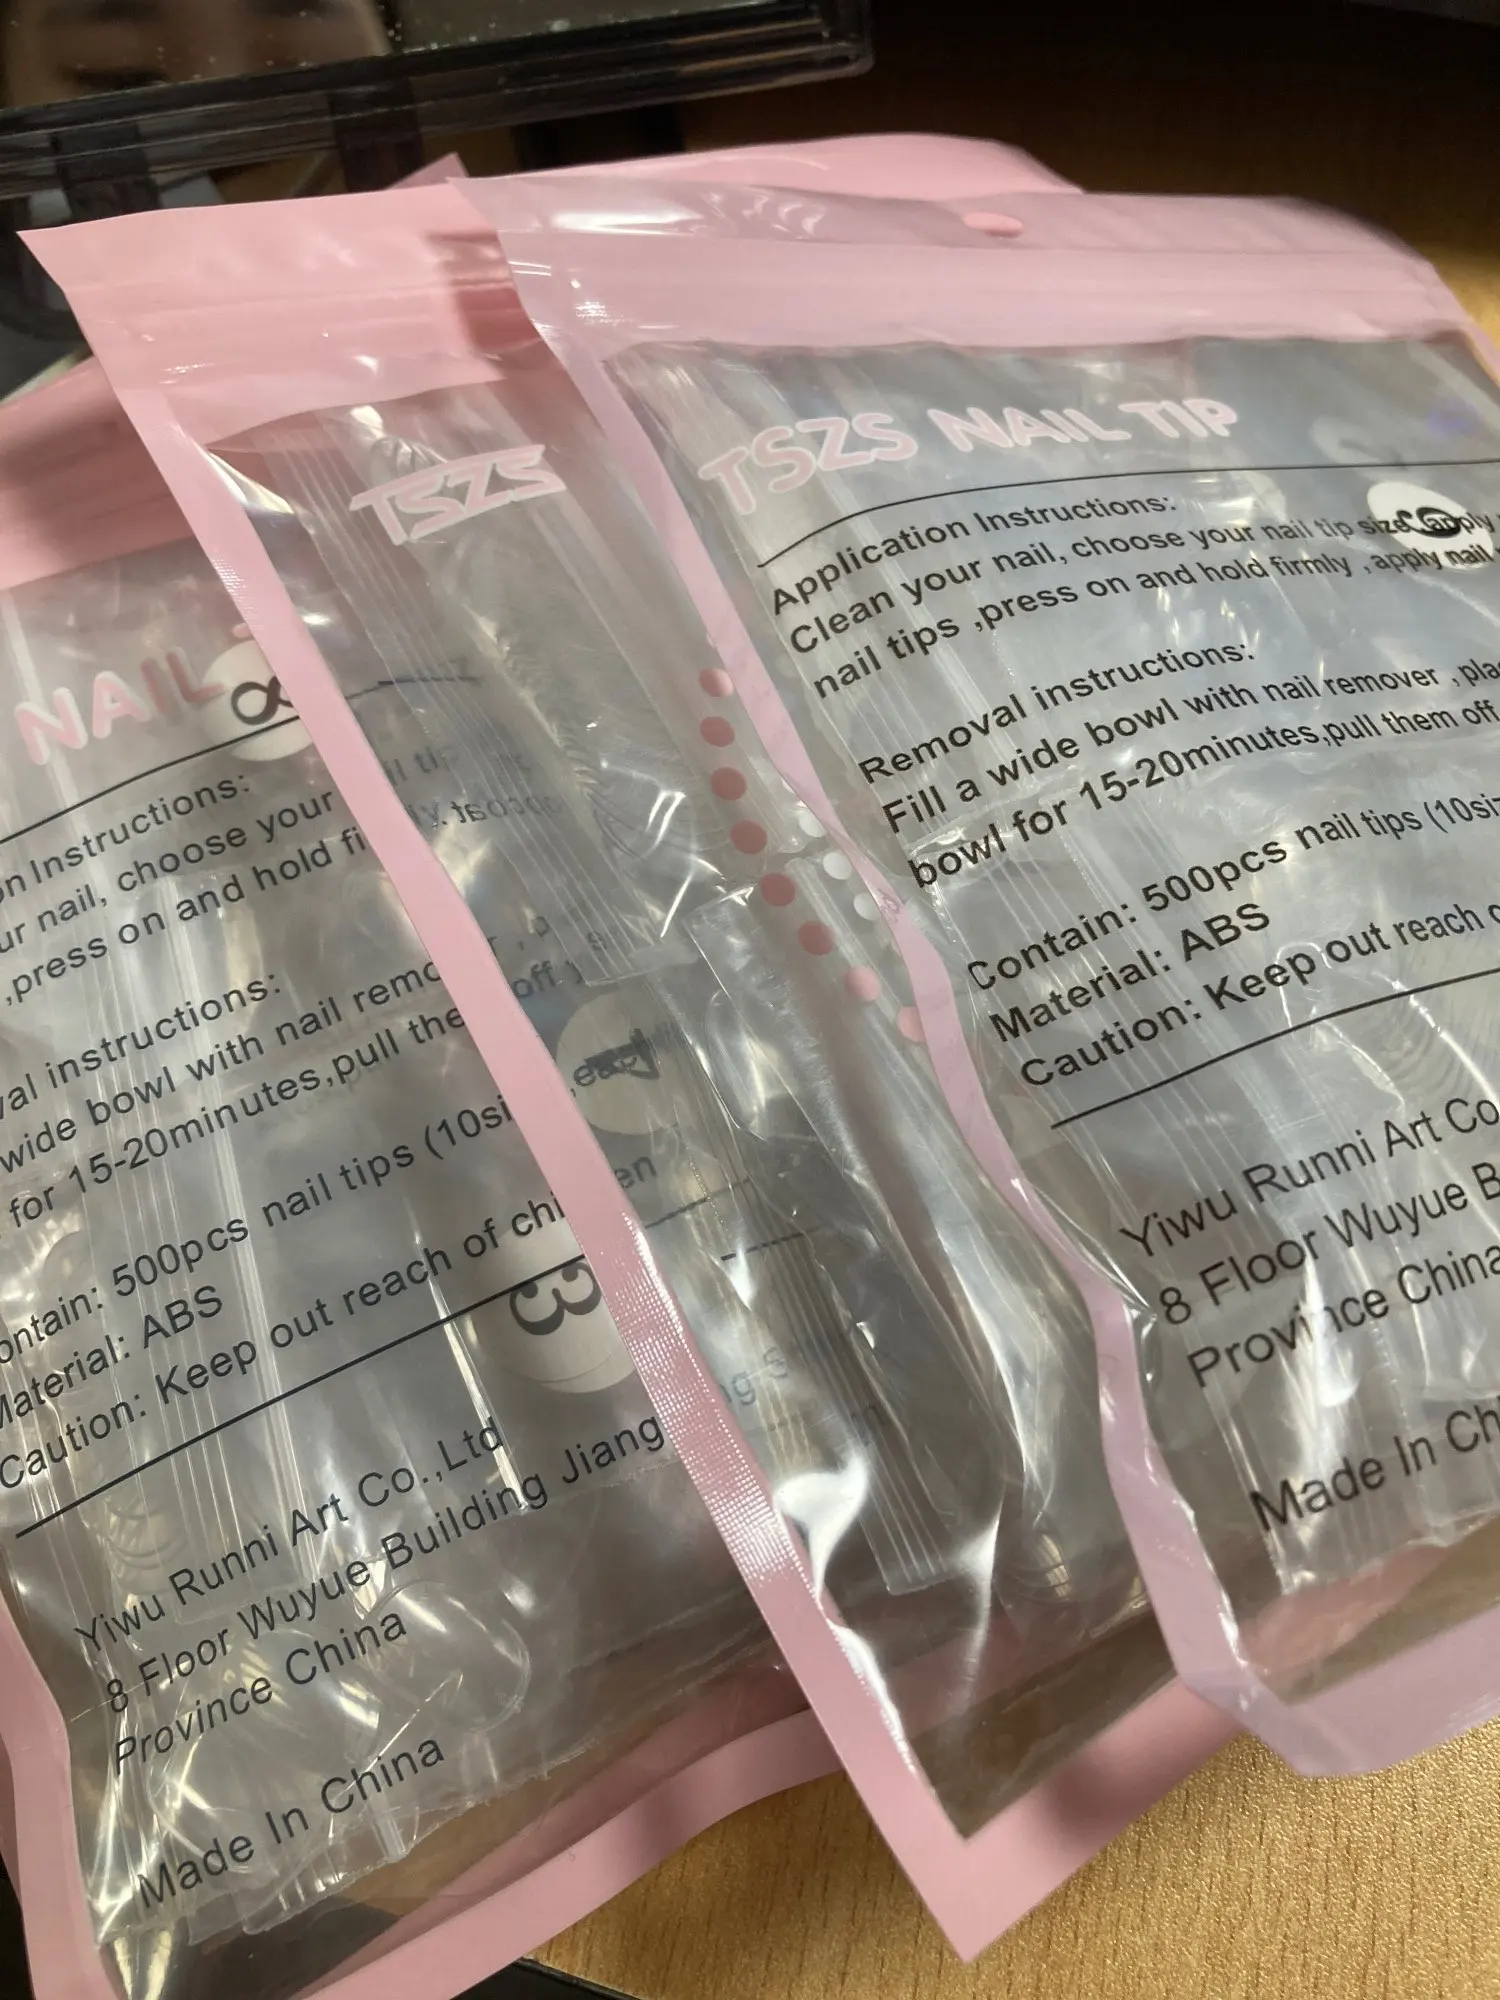 NAIL
8
on Instructions:
ur nail, choose your
,press on and hold
val instructions:
wide bowl with nail
for 15-20minutes,pull
ontain: 500pcs nail tips (10si
Material: ABS
Caution: Keep out reach of
3
Yiwu Runni Art Co.,Ltd
8 Floor Wuyue Building Jiang
Province China
Made In China
TSZS
TSZS NAIL TIP
Application Instructions:
Clean your nail, choose your nail tip size, apply
nail tips ,press on and hold firmly , apply nail
Removal instructions:
Fill a wide bowl with nail remover ,
bowl for 15-20minutes,pull them off
Contain: 500pcs nail tips (10siz
Material: ABS
Caution: Keep out reach
Yiwu Runni Art Co
8 Floor Wuyue B
Province China
Made In Ch